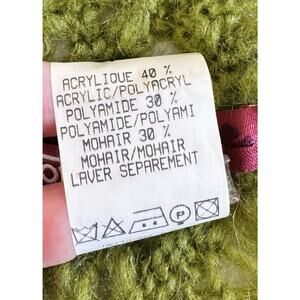 ACRYLIQUE 40 %
ACRYLIC/POLYACRYL
POLYAMIDE 30 %
POLYAMIDE/POLYAMI
MOHAIR 30 %
MOHAIR/MOHAIR
LAVER SEPAREMENT
P